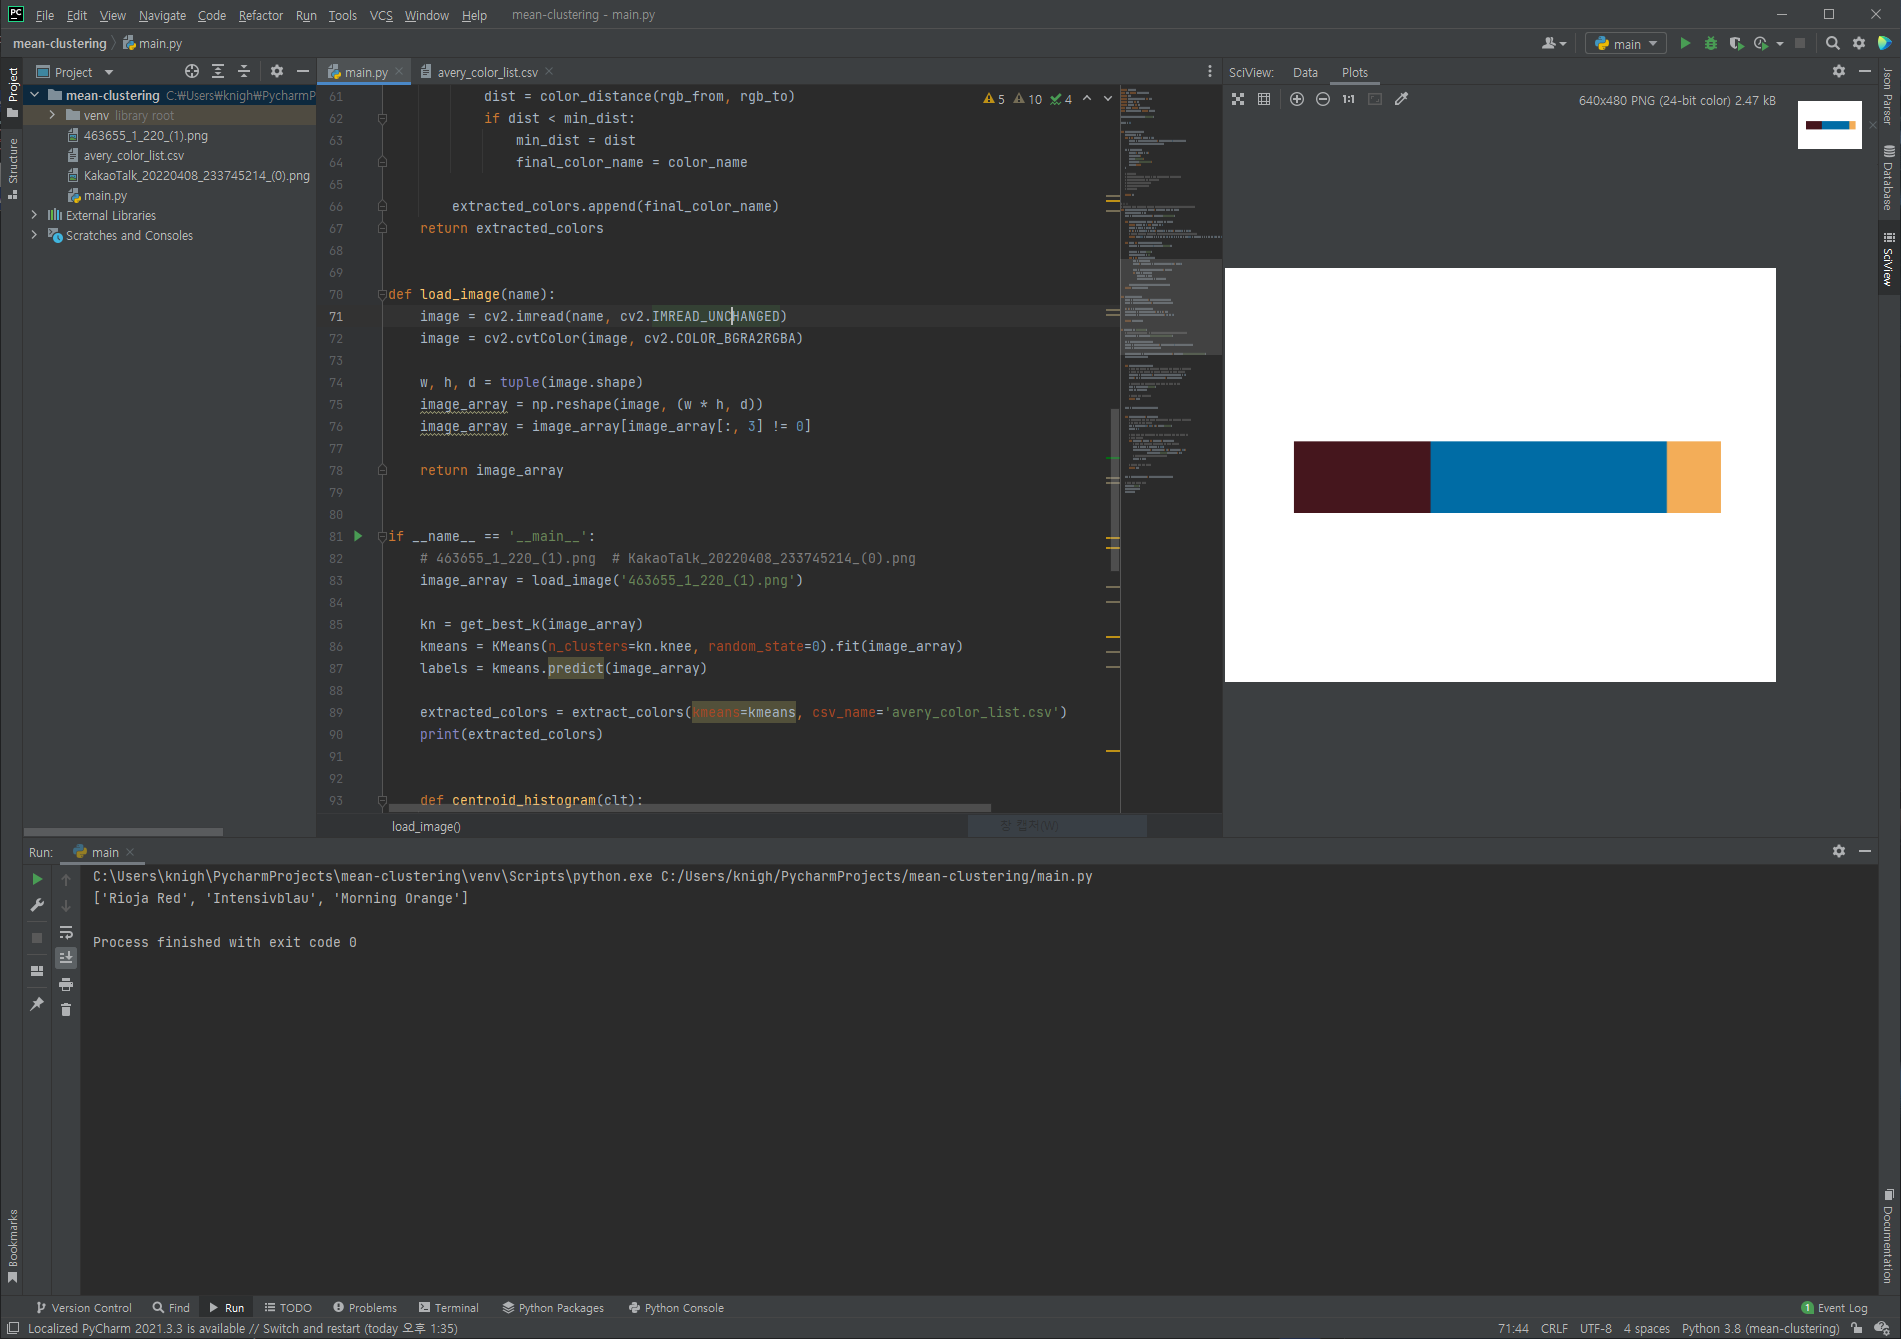 PC File Edit View Navigate Code Refactor Run Tools VCS Window Help mean-clustering - main.py
mean-clustering main.py main
Project main.py avery_color_list.csv SciView: Data Plots
mean-clustering C:₩Users₩knigh₩PycharmP
venv library root
463655_1_220_(1).png
avery_color_list.csv
KakaoTalk_20220408_233745214_(0).png
main.py
External Libraries
Scratches and Consoles
Project
Structure
Bookmarks
5 10 4
61 dist = color_distance(rgb_from, rgb_to)
62 if dist < min_dist:
63 min_dist = dist
64 final_color_name = color_name
65
66 extracted_colors.append(final_color_name)
67 return extracted_colors
68
69
70 def load_image(name):
71 image = cv2.imread(name, cv2.IMREAD_UNCHANGED)
72 image = cv2.cvtColor(image, cv2.COLOR_BGRA2RGBA)
73
74 w, h, d = tuple(image.shape)
75 image_array = np.reshape(image, (w * h, d))
76 image_array = image_array[image_array[:, 3] != 0]
77
78 return image_array
79
80
81 if __name__ == '__main__':
82 # 463655_1_220_(1).png  # KakaoTalk_20220408_233745214_(0).png
83 image_array = load_image('463655_1_220_(1).png')
84
85 kn = get_best_k(image_array)
86 kmeans = KMeans(n_clusters=kn.knee, random_state=0).fit(image_array)
87 labels = kmeans.predict(image_array)
88
89 extracted_colors = extract_colors(kmeans=kmeans, csv_name='avery_color_list.csv')
90 print(extracted_colors)
91
92
93 def centroid_histogram(clt):
load_image()
창 캡처(W)
1:1 640x480 PNG (24-bit color) 2.47 kB
Json Parser
Database
SciView
Documentation
Run: main
C:\Users\knigh\PycharmProjects\mean-clustering\venv\Scripts\python.exe C:/Users/knigh/PycharmProjects/mean-clustering/main.py
['Rioja Red', 'Intensivblau', 'Morning Orange']
Process finished with exit code 0
Version Control Find Run TODO Problems Terminal Python Packages Python Console 1 Event Log
Localized PyCharm 2021.3.3 is available // Switch and restart (today 오후 1:35) 71:44 CRLF UTF-8 4 spaces Python 3.8 (mean-clustering)